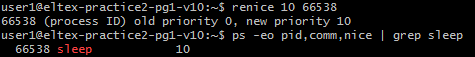 user1@eltex-practice2-pg1-v10:~$ renice 10 66538
66538 (process ID) old priority 0, new priority 10
user1@eltex-practice2-pg1-v10:~$ ps -eo pid,comm,nice | grep sleep
  66538 sleep            10